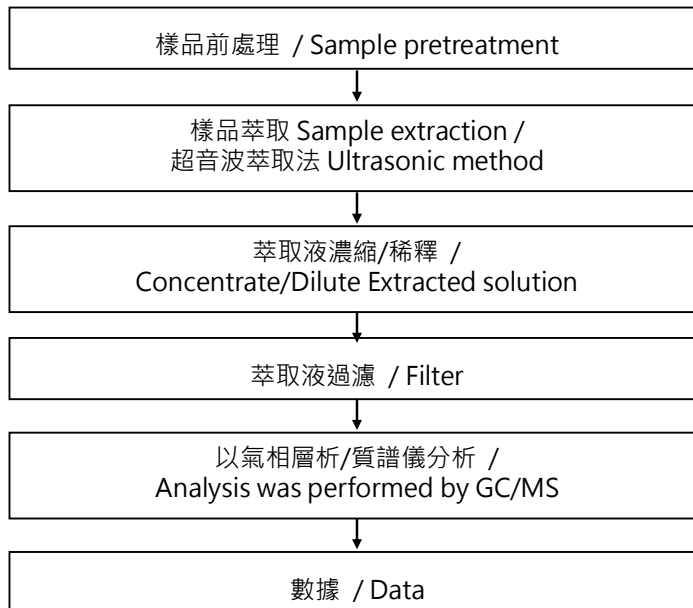 樣品前處理 / Sample pretreatment
樣品萃取 Sample extraction /
超音波萃取法 Ultrasonic method
萃取液濃縮/稀釋 /
Concentrate/Dilute Extracted solution
萃取液過濾 / Filter
以氣相層析/質譜儀分析 /
Analysis was performed by GC/MS
數據 / Data